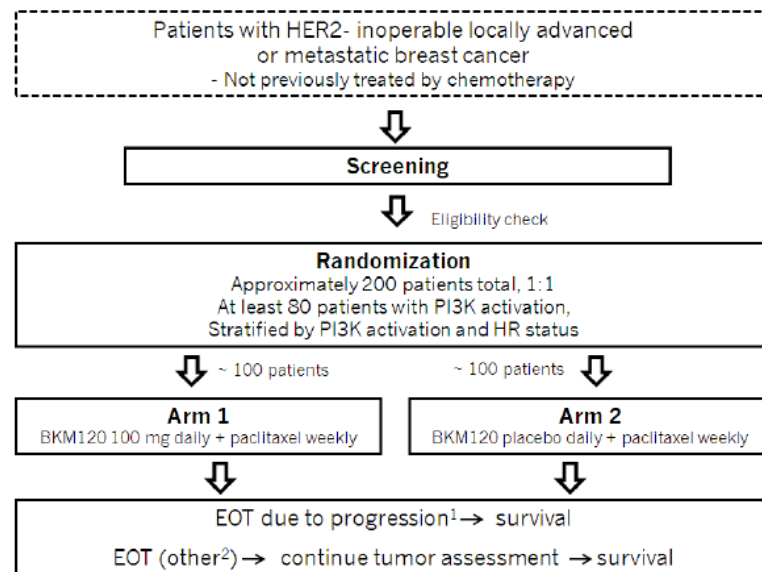 Patients with HER2- inoperable locally advanced
or metastatic breast cancer
- Not previously treated by chemotherapy
Screening
Eligibility check
Randomization
Approximately 200 patients total, 1:1
At least 80 patients with PI3K activation,
Stratified by PI3K activation and HR status
~ 100 patients
~ 100 patients
Arm 1
BKM120 100 mg daily + paclitaxel weekly
Arm 2
BKM120 placebo daily + paclitaxel weekly
EOT due to progression¹ → survival
EOT (other²) → continue tumor assessment → survival